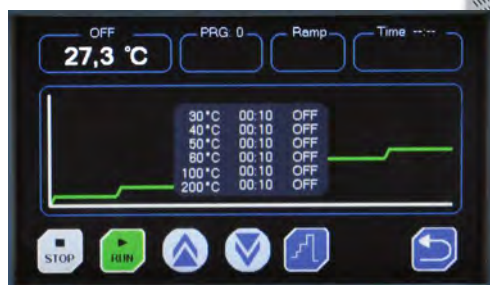 OFF
27,3 °C
PRG: 0
Ramp
Time --:--
30°C 00:10 OFF
40°C 00:10 OFF
50°C 00:10 OFF
60°C 00:10 OFF
100°C 00:10 OFF
200°C 00:10 OFF
STOP
RUN